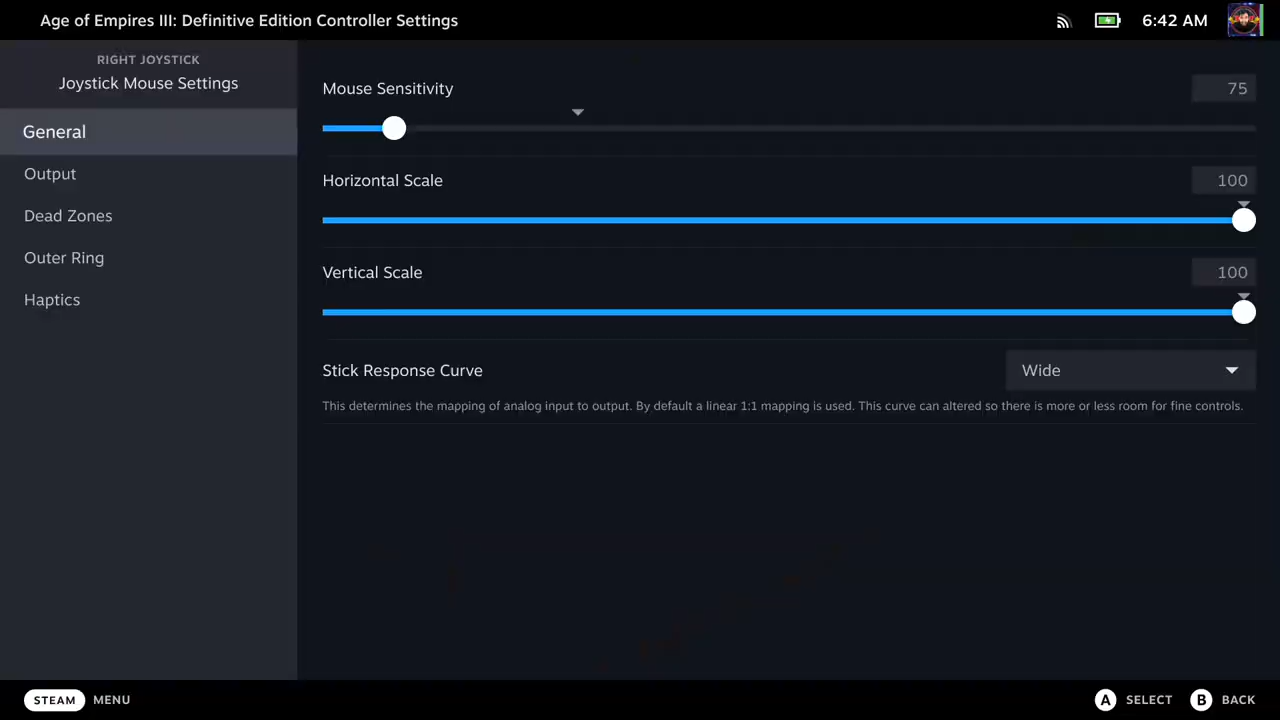 Age of Empires III: Definitive Edition Controller Settings
6:42 AM
RIGHT JOYSTICK
Joystick Mouse Settings
General
Output
Dead Zones
Outer Ring
Haptics
Mouse Sensitivity
75
Horizontal Scale
100
Vertical Scale
100
Stick Response Curve
Wide
This determines the mapping of analog input to output. By default a linear 1:1 mapping is used. This curve can altered so there is more or less room for fine controls.
STEAM MENU
A SELECT B BACK